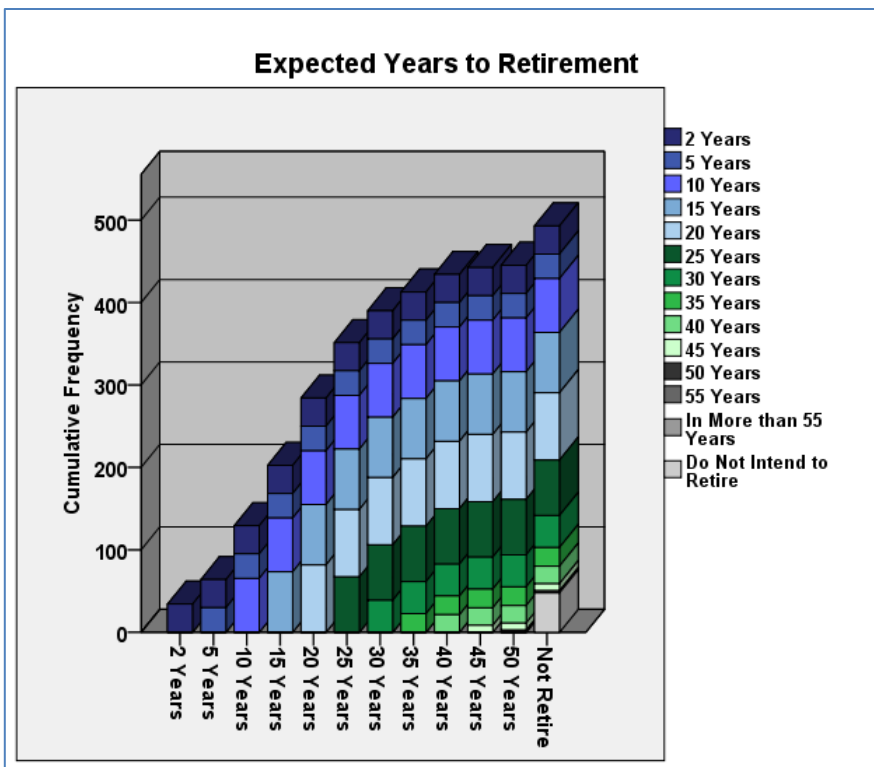 Expected Years to Retirement
Cumulative Frequency
500
400
300
200
100
0
2 Years
5 Years
10 Years
15 Years
20 Years
25 Years
30 Years
35 Years
40 Years
45 Years
50 Years
Not Retire
2 Years
5 Years
10 Years
15 Years
20 Years
25 Years
30 Years
35 Years
40 Years
45 Years
50 Years
55 Years
In More than 55
Years
Do Not Intend to
Retire